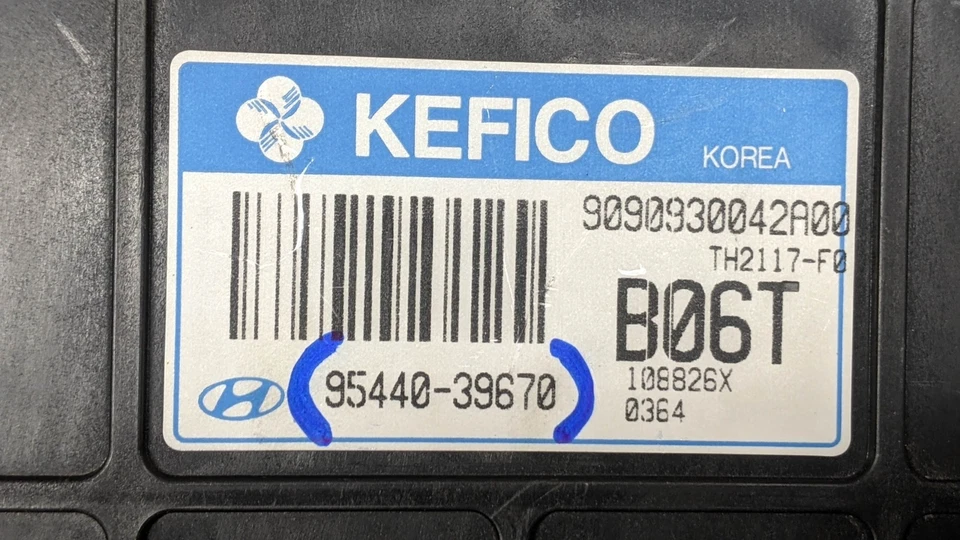 KEFICO
KOREA
9090930042A00
TH2117-F0
B06T
95440-39670
108826X
0364